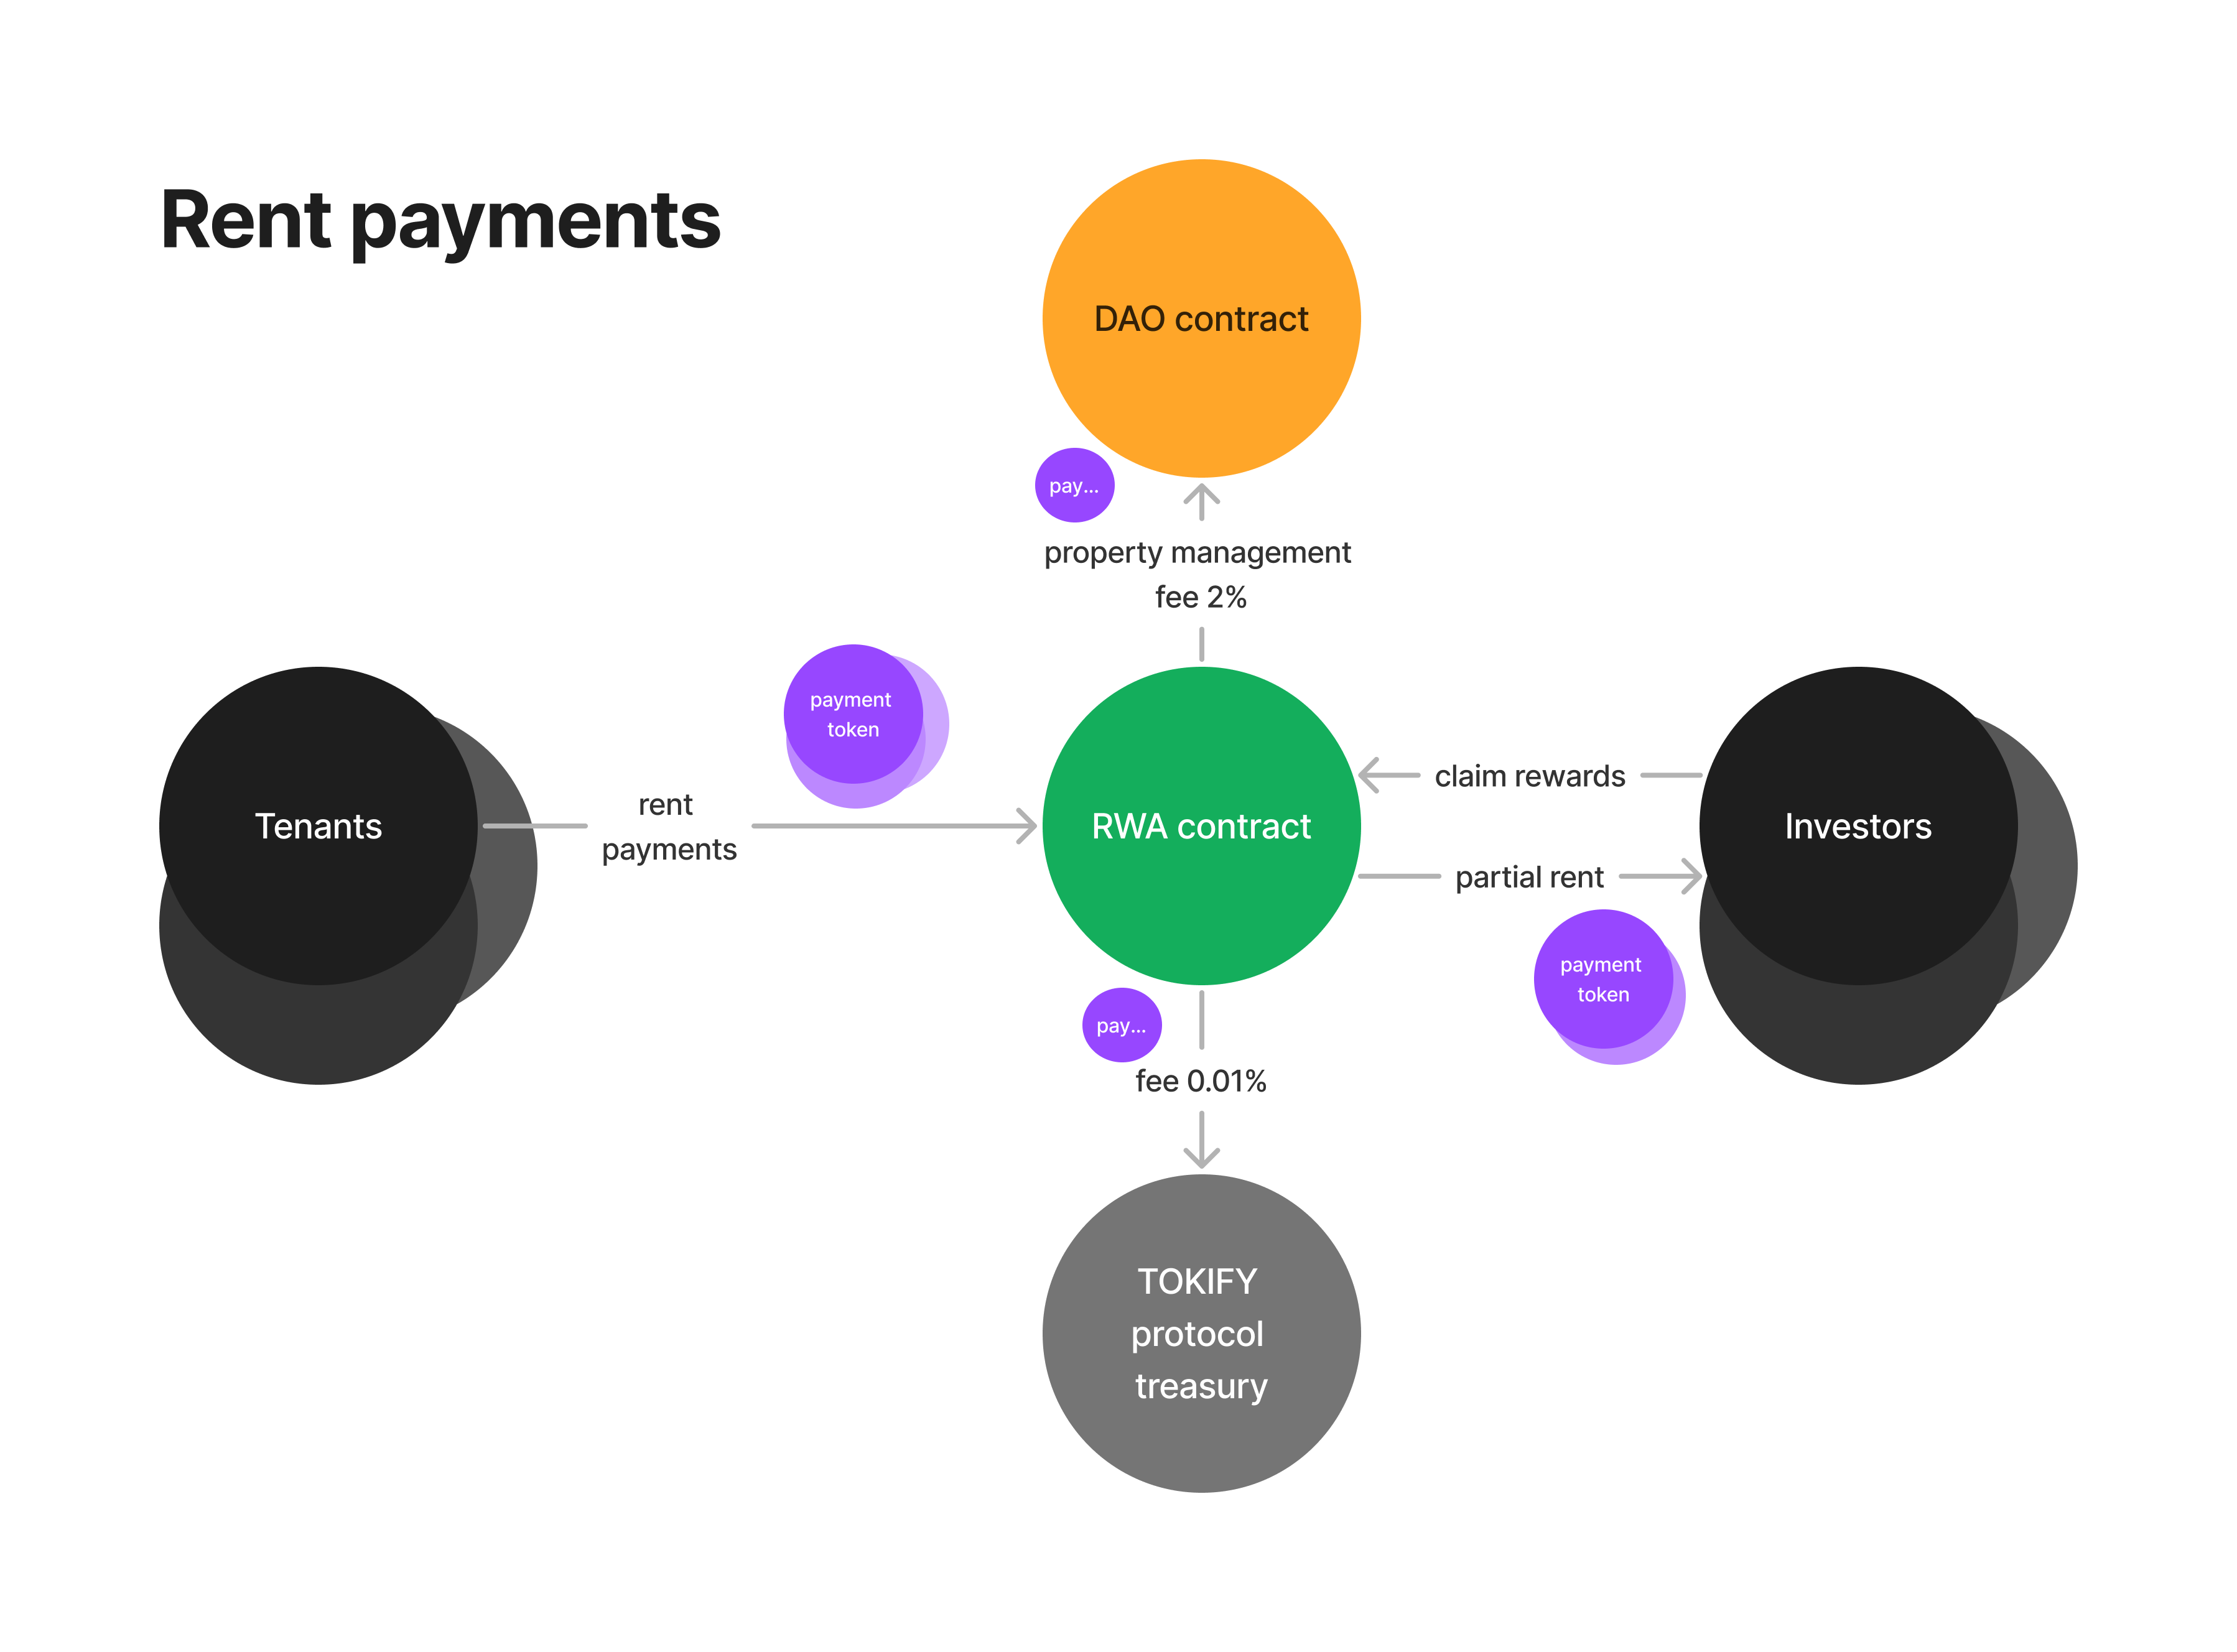 Rent payments
DAO contract
pay...
property management
fee 2%
payment
token
Tenants
rent
payments
RWA contract
claim rewards
partial rent
Investors
payment
token
pay...
fee 0.01%
TOKIFY
protocol
treasury